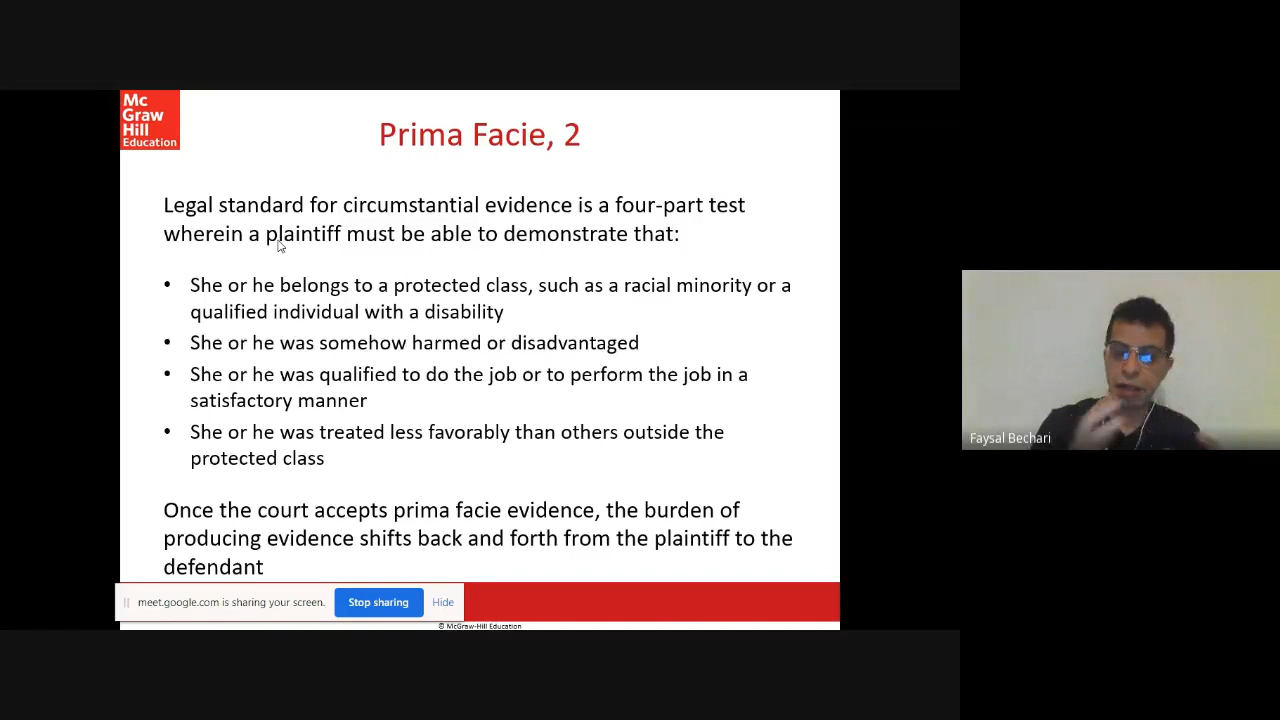 Mc
Graw
Hill
Education
Prima Facie, 2
Legal standard for circumstantial evidence is a four-part test
wherein a plaintiff must be able to demonstrate that:
• She or he belongs to a protected class, such as a racial minority or a
qualified individual with a disability
• She or he was somehow harmed or disadvantaged
• She or he was qualified to do the job or to perform the job in a
satisfactory manner
• She or he was treated less favorably than others outside the
protected class
Once the court accepts prima facie evidence, the burden of
producing evidence shifts back and forth from the plaintiff to the
defendant
meet.google.com is sharing your screen. Stop sharing Hide
© McGraw-Hill Education
Faysal Bechari